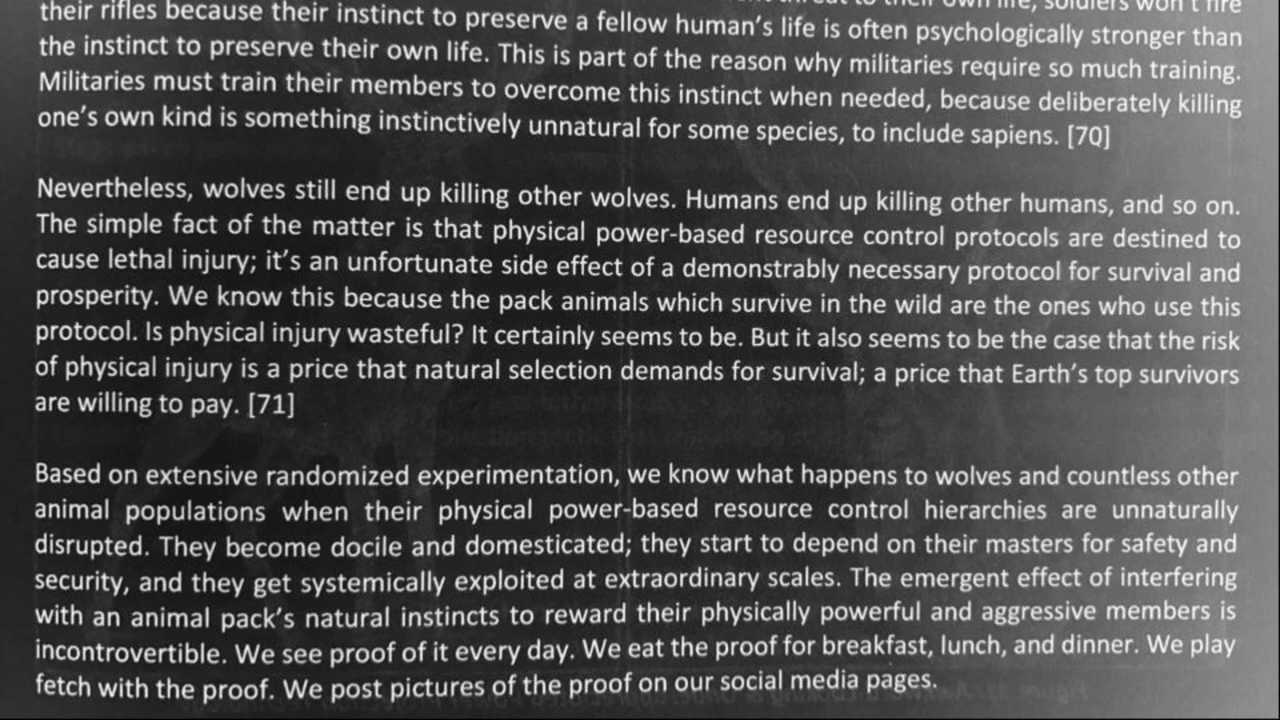 their rifles because their instinct to preserve a fellow human's life is often psychologically stronger than
the instinct to preserve their own life. This is part of the reason why militaries require so much training.
Militaries must train their members to overcome this instinct when needed, because deliberately killing
one's own kind is something instinctively unnatural for some species, to include sapiens. [70]
Nevertheless, wolves still end up killing other wolves. Humans end up killing other humans, and so on.
The simple fact of the matter is that physical power-based resource control protocols are destined to
cause lethal injury; it's an unfortunate side effect of a demonstrably necessary protocol for survival and
prosperity. We know this because the pack animals which survive in the wild are the ones who use this
protocol. Is physical injury wasteful? It certainly seems to be. But it also seems to be the case that the risk
of physical injury is a price that natural selection demands for survival; a price that Earth's top survivors
are willing to pay. [71]
Based on extensive randomized experimentation, we know what happens to wolves and countless other
animal populations when their physical power-based resource control hierarchies are unnaturally
disrupted. They become docile and domesticated; they start to depend on their masters for safety and
security, and they get systemically exploited at extraordinary scales. The emergent effect of interfering
with an animal pack's natural instincts to reward their physically powerful and aggressive members is
incontrovertible. We see proof of it every day. We eat the proof for breakfast, lunch, and dinner. We play
fetch with the proof. We post pictures of the proof on our social media pages.